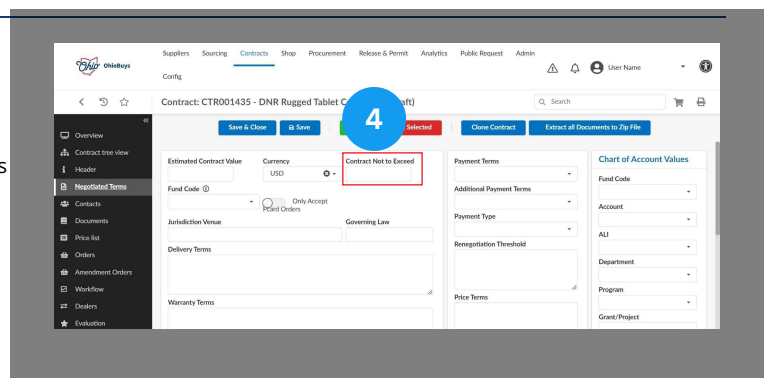 Suppliers Sourcing Contracts Shop Procurement Release & Permit Analytics Public Request Admin
Ohio OhioBuys
User Name
Config
Contract: CTR001435 - DNR Rugged Tablet C
aft)
Search
4
Save & Close Save
Selected
Clone Contract
Extract all Documents to Zip File
s
Overview
Contract tree view
Header
Negotiated Terms
Contacts
Documents
Price list
Orders
Amendment Orders
Workflow
Dealers
Evaluation
Estimated Contract Value Currency Contract Not to Exceed
USD
Fund Code
Only Accept
Pcard Orders
Jurisdiction Venue Governing Law
Delivery Terms
Warranty Terms
Payment Terms
Additional Payment Terms
Payment Type
Renegotiation Threshold
Price Terms
Chart of Account Values
Fund Code
Account
ALI
Department
Program
Grant/Project